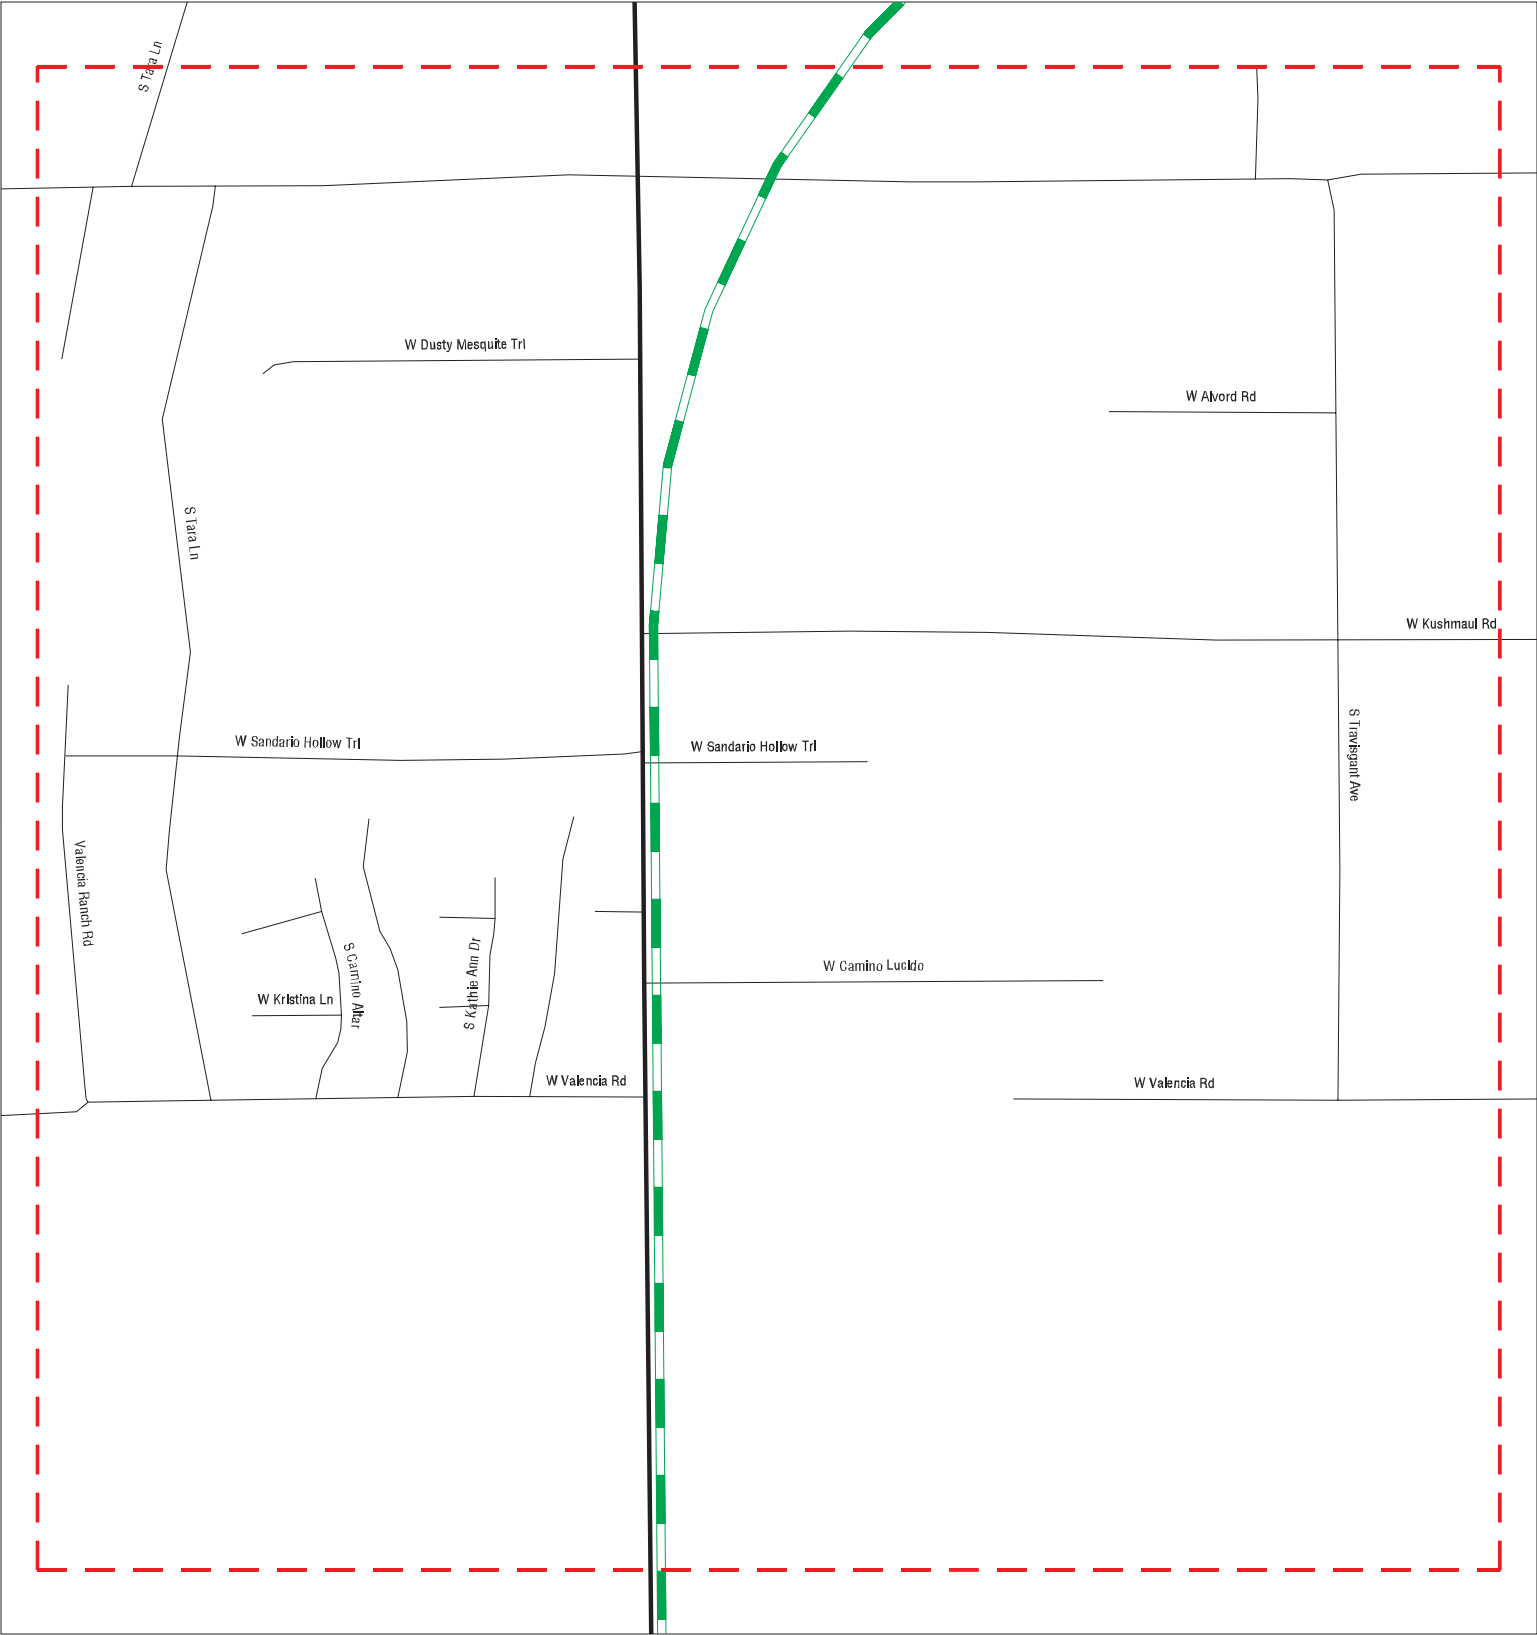 S Tara Ln
W Dusty Mesquite Trl
W Alvord Rd
S Tara Ln
W Kushmaul Rd
W Sandario Hollow Trl
W Sandario Hollow Trl
S Travisgant Ave
Valencia Ranch Rd
S Camino Altar
S Kathie Ann Dr
W Camino Lucido
W Kristina Ln
W Valencia Rd
W Valencia Rd